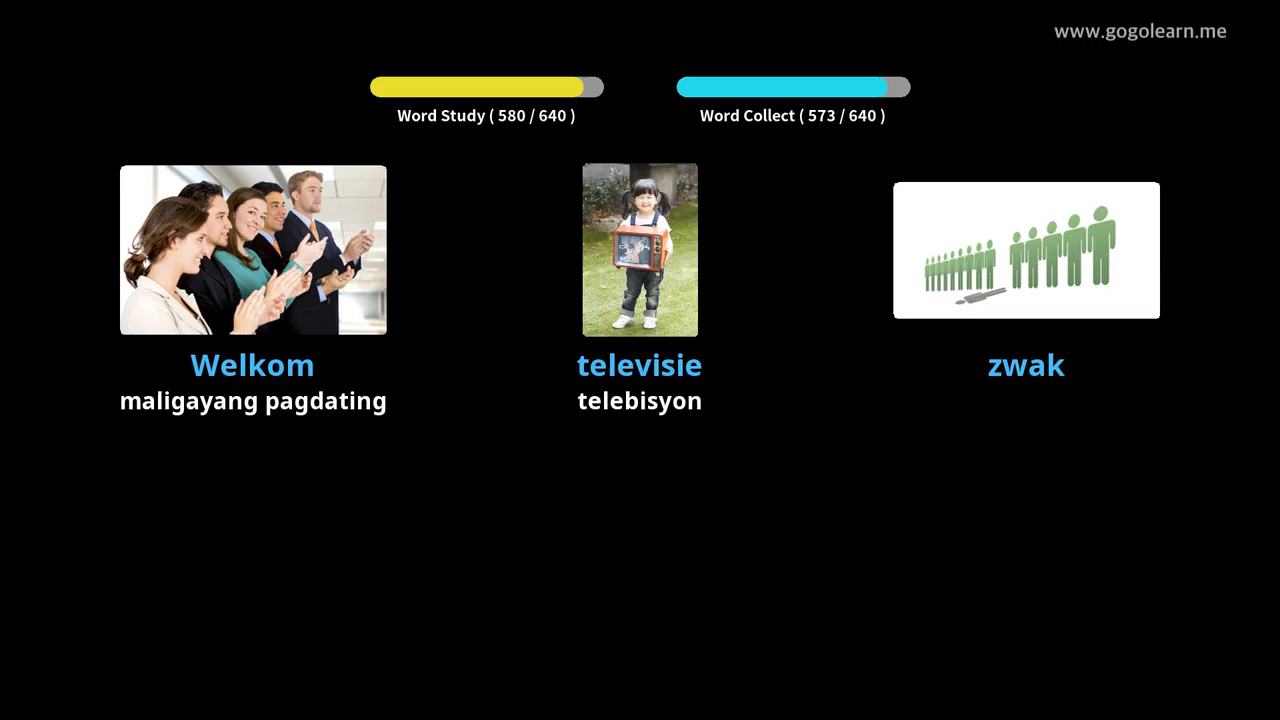 www.gogolearn.me
Word Study ( 580 / 640 )
Word Collect ( 573 / 640 )
Welkom
maligayang pagdating
televisie
telebisyon
zwak